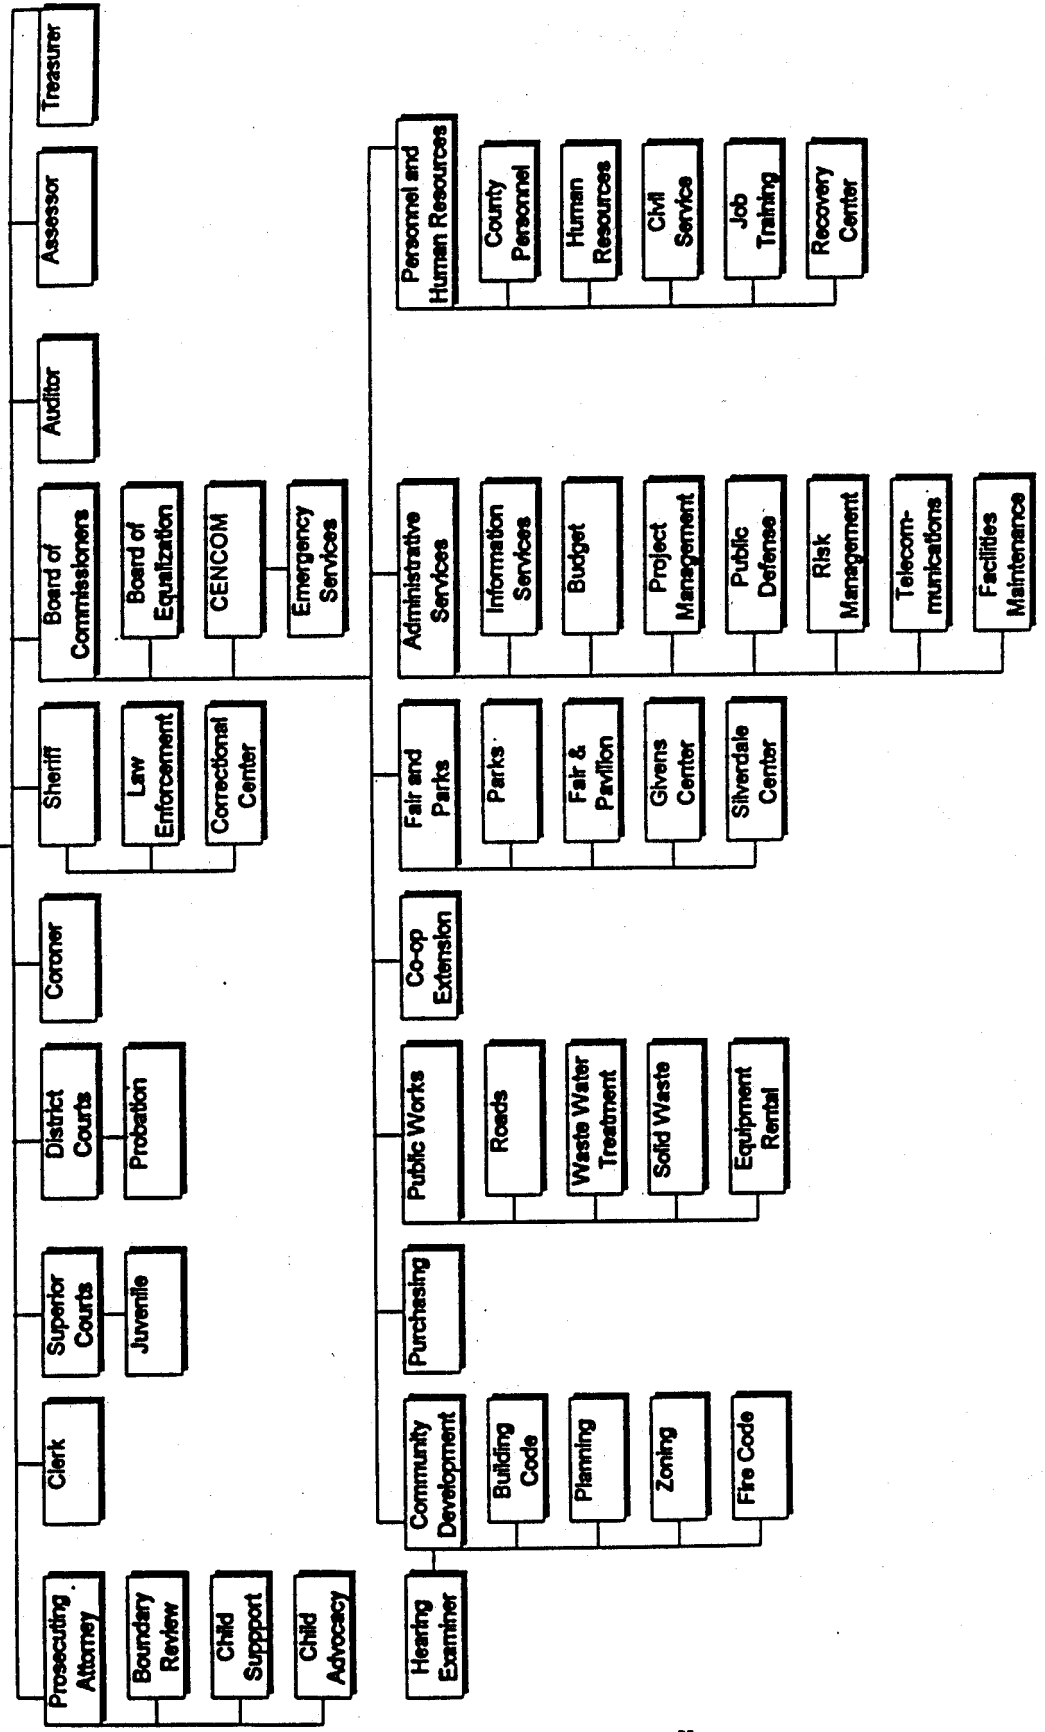 Prosecuting
Attorney
Boundary
Review
Child
Suppport
Child
Advocacy
Clerk
Superior
Courts
Juvenile
District
Courts
Probation
Coroner
Sheriff
Law
Enforcement
Correctional
Center
Board of
Commissioners
Board of
Equalization
CENCOM
Emergency
Services
Auditor
Assessor
Treasurer
Hearing
Examiner
Community
Development
Building
Code
Planning
Zoning
Fire Code
Purchasing
Public Works
Roads
Waste Water
Treatment
Solid Waste
Equipment
Rental
Co-op
Extension
Fair and
Parks
Parks
Fair &
Pavilion
Givens
Center
Silverdale
Center
Administrative
Services
Information
Services
Budget
Project
Management
Public
Defense
Risk
Management
Telecom-
munications
Facilities
Maintenance
Personnel and
Human Resources
County
Personnel
Human
Resources
Civil
Service
Job
Training
Recovery
Center